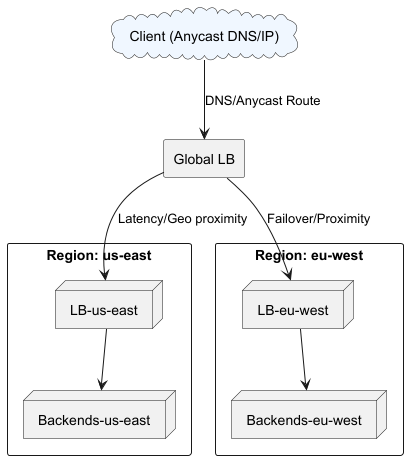 Client (Anycast DNS/IP)
DNS/Anycast Route
Global LB
Latency/Geo proximity
Failover/Proximity
Region: us-east
Region: eu-west
LB-us-east
LB-eu-west
Backends-us-east
Backends-eu-west